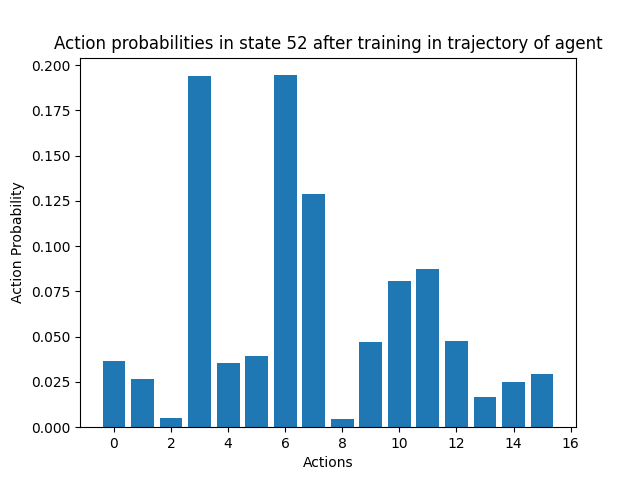 Action probabilities in state 52 after training in trajectory of agent
0.200
0.175
0.150
0.125
0.100
0.075
0.050
0.025
0.000
Action Probability
0 2 4 6 8 10 12 14 16
Actions